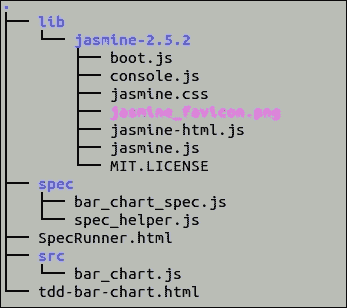 .
├── lib
│   └── jasmine-2.5.2
│       ├── boot.js
│       ├── console.js
│       ├── jasmine.css
│       ├── jasmine_favicon.png
│       ├── jasmine-html.js
│       ├── jasmine.js
│       └── MIT.LICENSE
├── spec
│   ├── bar_chart_spec.js
│   └── spec_helper.js
├── SpecRunner.html
├── src
│   └── bar_chart.js
└── tdd-bar-chart.html